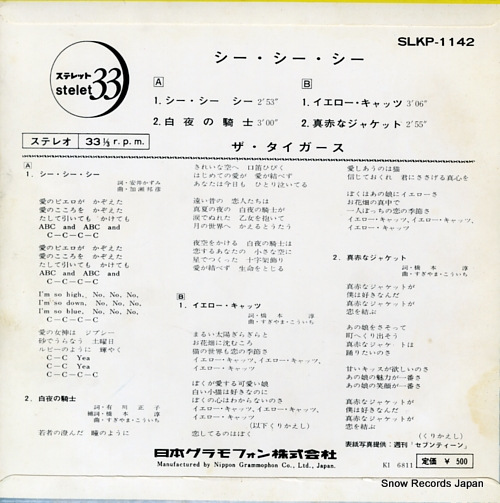 SLKP-1142
ステレット
stelet 33
シー・シー・シー
A
1. シー・シー シー 2′53″
2. 白夜の騎士 3′00″
B
1. イエロー・キャッツ 3′06″
2. 真赤なジャケット 2′55″
ステレオ 33⅓ r.p.m.
ザ・タイガース
A
1. シー・シー・シー
詞・安井かずみ
曲・加瀬邦彦
愛のピエロが かぞえた
愛のこころを かぞえた
たして引いても かけても
ABC and ABC and
C―C―C―C
愛のピエロが かぞえた
愛のこころを かぞえた
たして引いても かけても
ABC and ABC and
C―C―C―C
I'm so high, No, No, No,
I'm so down, No, No, No,
I'm so blue, No, No, No,
C―C―C―C
愛の女神は ジプシー
砂でうらなう 土曜日
ルビーのように 輝やく
C―C Yea
C―C Yea
C―C―C―C
2. 白夜の騎士
詞・有川正子
補詞・橋本淳
曲・すぎやま・こういち
若者の澄んだ 瞳のように
きれいな空へ 口笛ひびく
はじめての愛が 愛が結べず
あなたは今日も ひとり泣いてる
遠い昔の 恋人たちは
真夏の夜の 白夜の騎士が
涙でぬれた 乙女を抱いて
月の世界へ かえるとうたう
夜空をかける 白夜の騎士は
恋するあなたの 小さな空に
星でつくった 十字架飾り
愛が結べず 生命をとじる
B
1. イエロー・キャッツ
詞・橋本淳
曲・すぎやま・こういち
まるい太陽ぎらぎらと
お花畑に沈むころ
猫の世界も恋の季節さ
イエロー・キャッツ、イエロー・キャッツ、
イエロー・キャッツ
ぼくが愛する可愛い娘
白い小猫は好きなのに
ぼくの心はわからないのさ
イエロー・キャッツ、イエロー・キャッツ、
イエロー・キャッツ
(以下くりかえし)
恋してるのはぼく
愛しあうのは猫
信じておくれ 君にささげる真心を
ぼくはあの娘にイエローさ
お花畑の真中で
一人ぼっちの恋の季節さ
イエロー・キャッツ、イエロー・キャッツ、
イエロー・キャッツ
2. 真赤なジャケット
詞・橋本淳
曲・すぎやま・こういち
真赤なジャケットが
僕は好きなんだ
真赤なジャケットが
恋を結ぶ
あの娘をさそって
町へくり出そう
真赤なジャケットは
踊りたいのさ
甘いキッスが欲しいのさ
あの娘の魅力が一番さ
あの娘の笑顔が一番さ
真赤なジャケットが
僕は好きなんだ
真赤なジャケットが
恋を結ぶ
(くりかえし)
表紙写真提供：週刊「セブンティーン」
日本グラモフォン株式会社
Manufactured by Nippon Grammophon Co., Ltd., Japan.
KI 6811
定価 ￥500
Snow Records Japan